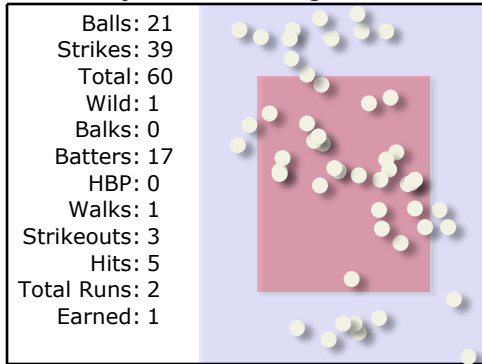 Balls: 21
Strikes: 39
Total: 60
Wild: 1
Balks: 0
Batters: 17
HBP: 0
Walks: 1
Strikeouts: 3
Hits: 5
Total Runs: 2
Earned: 1